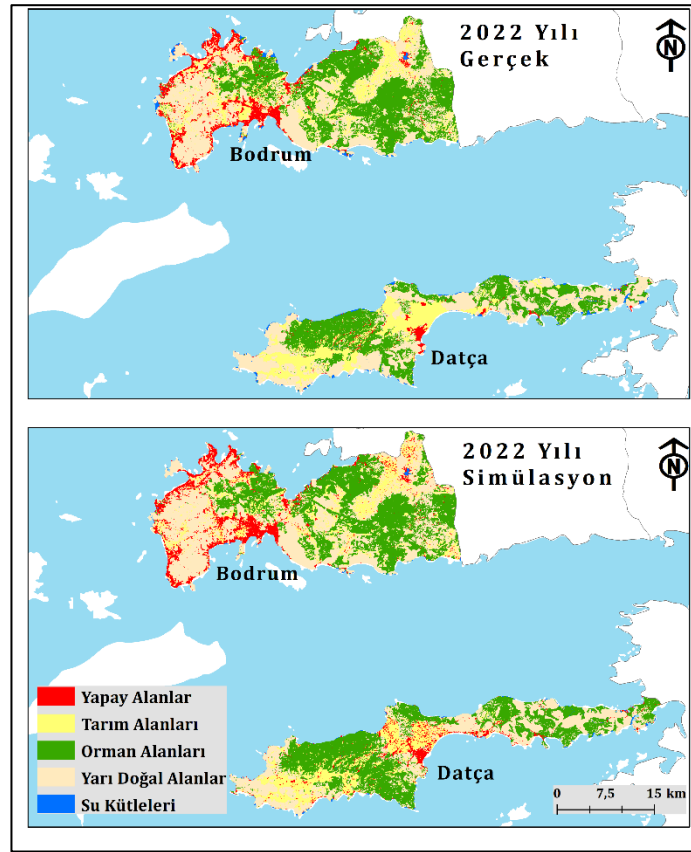 2022 Yılı
Gerçek
N
Bodrum
Datça
2022 Yılı
Simülasyon
N
Bodrum
Yapay Alanlar
Tarım Alanları
Orman Alanları
Yarı Doğal Alanlar
Su Kütleleri
Datça
0 7,5 15 km